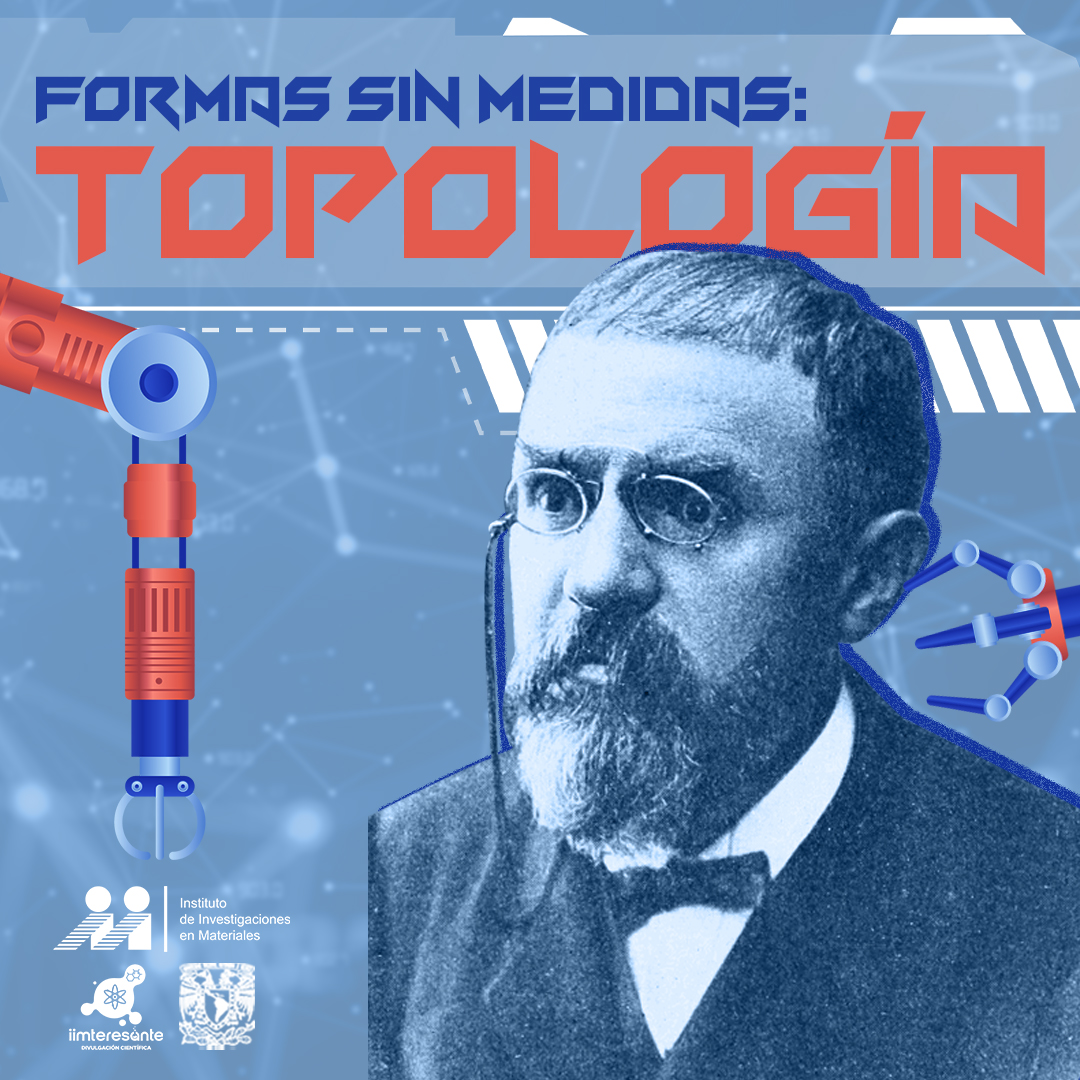 FORMAS SIN MEDIDAS:
TOPOLOGÍA
Instituto
de Investigaciones
en Materiales
iimteresante
DIVULGACIÓN CIENTÍFICA